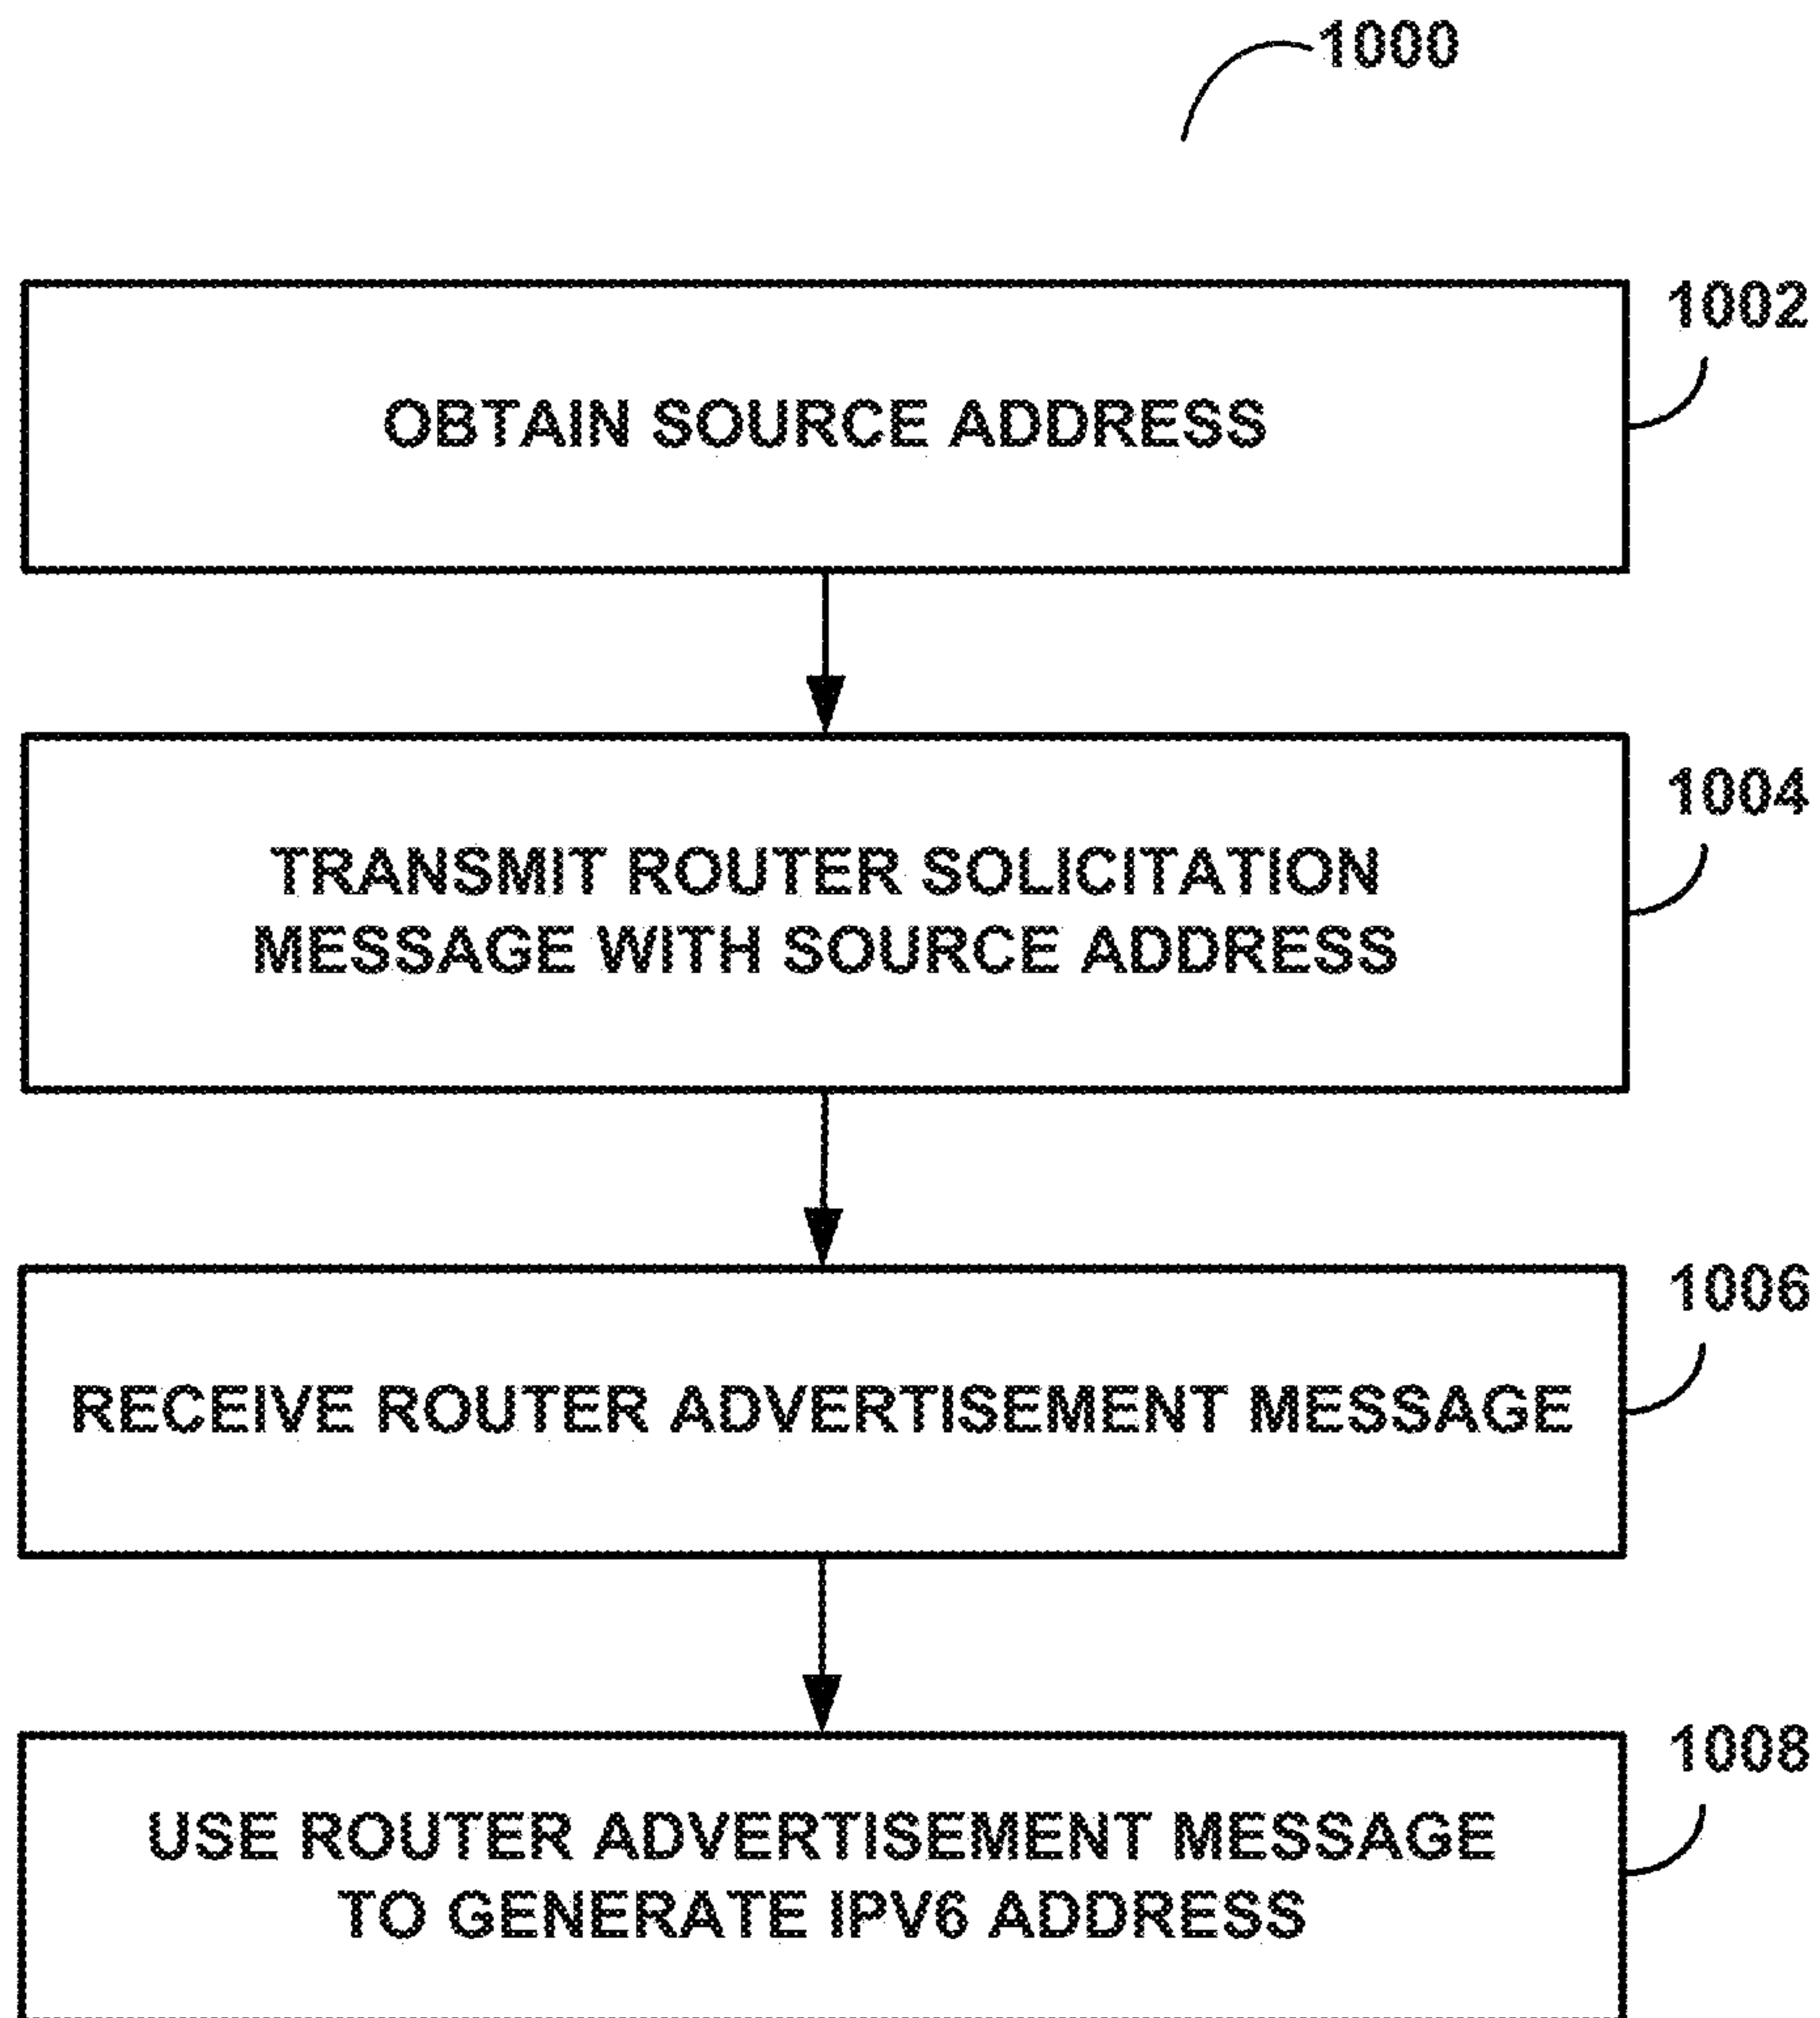 1000
1002
OBTAIN SOURCE ADDRESS
1004
TRANSMIT ROUTER SOLICITATION
MESSAGE WITH SOURCE ADDRESS
1006
RECEIVE ROUTER ADVERTISEMENT MESSAGE
1008
USE ROUTER ADVERTISEMENT MESSAGE
TO GENERATE IPV6 ADDRESS